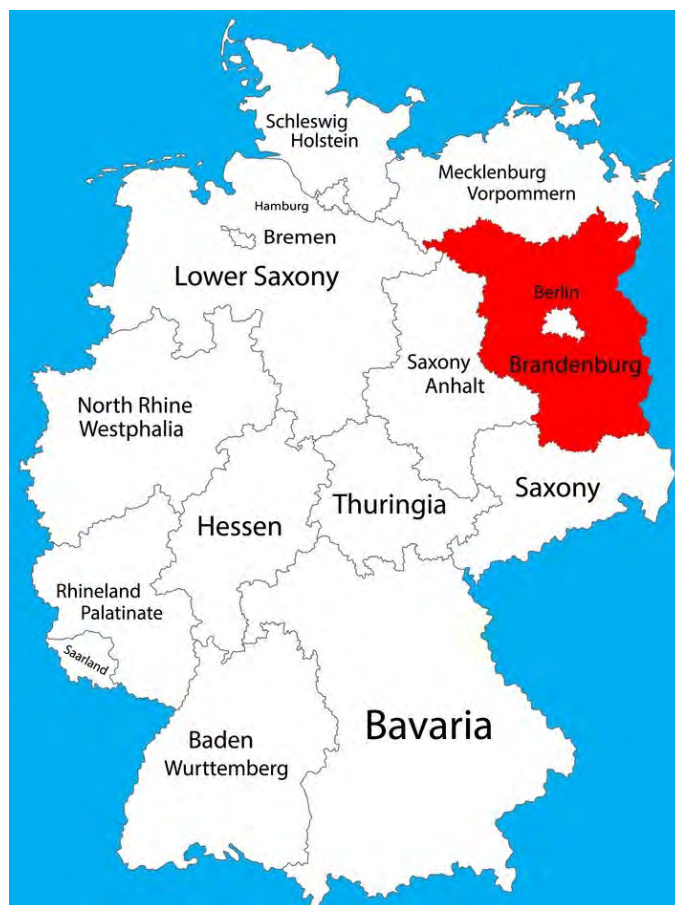 Schleswig
Holstein
Mecklenburg
Vorpommern
Hamburg
Bremen
Lower Saxony
Berlin
Brandenburg
Saxony
Anhalt
North Rhine
Westphalia
Saxony
Thuringia
Hessen
Rhineland
Palatinate
Saarland
Bavaria
Baden
Wurttemberg